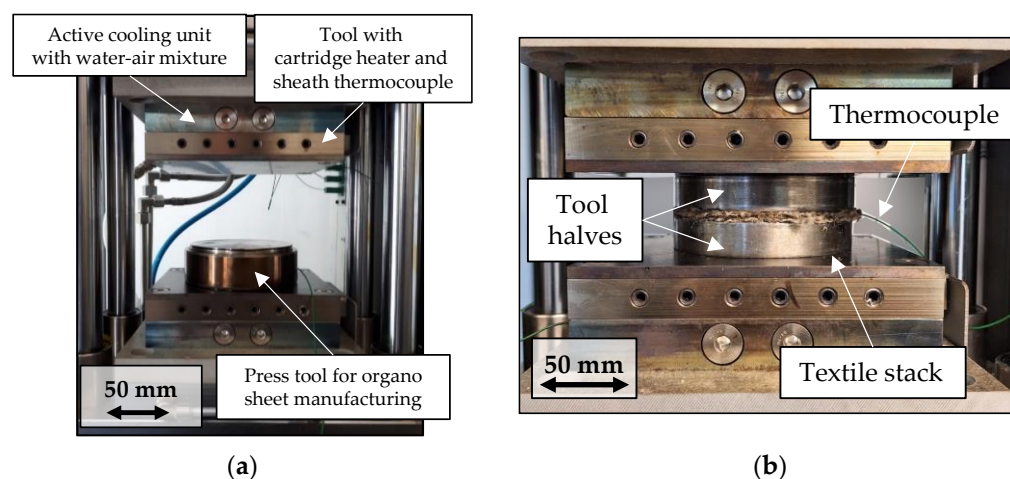 Active cooling unit
with water-air mixture
Tool with
cartridge heater and
sheath thermocouple
50 mm
Press tool for organo
sheet manufacturing
(a)
Thermocouple
Tool
halves
50 mm
Textile stack
(b)